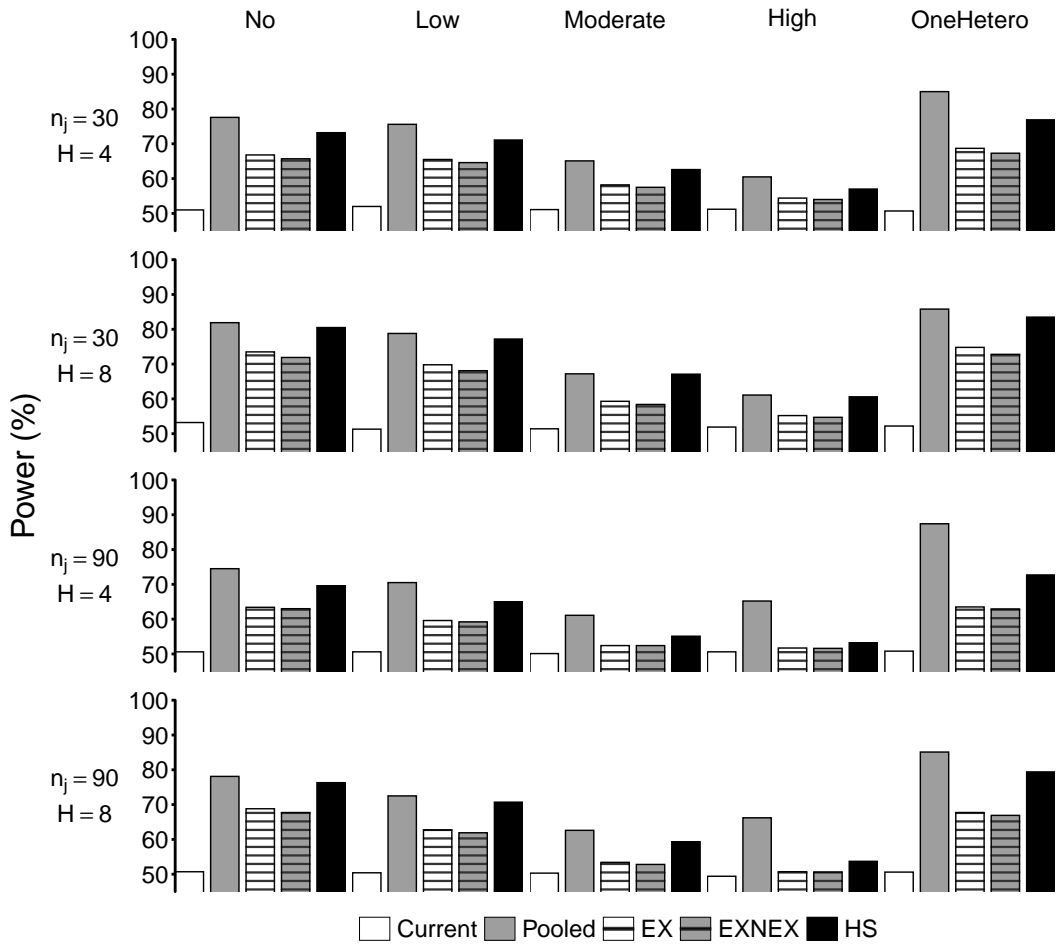 No Low Moderate High OneHetero
Power (%)
n_j = 30
H = 4
100
90
80
70
60
50
n_j = 30
H = 8
100
90
80
70
60
50
n_j = 90
H = 4
100
90
80
70
60
50
n_j = 90
H = 8
100
90
80
70
60
50
Current Pooled EX EXNEX HS